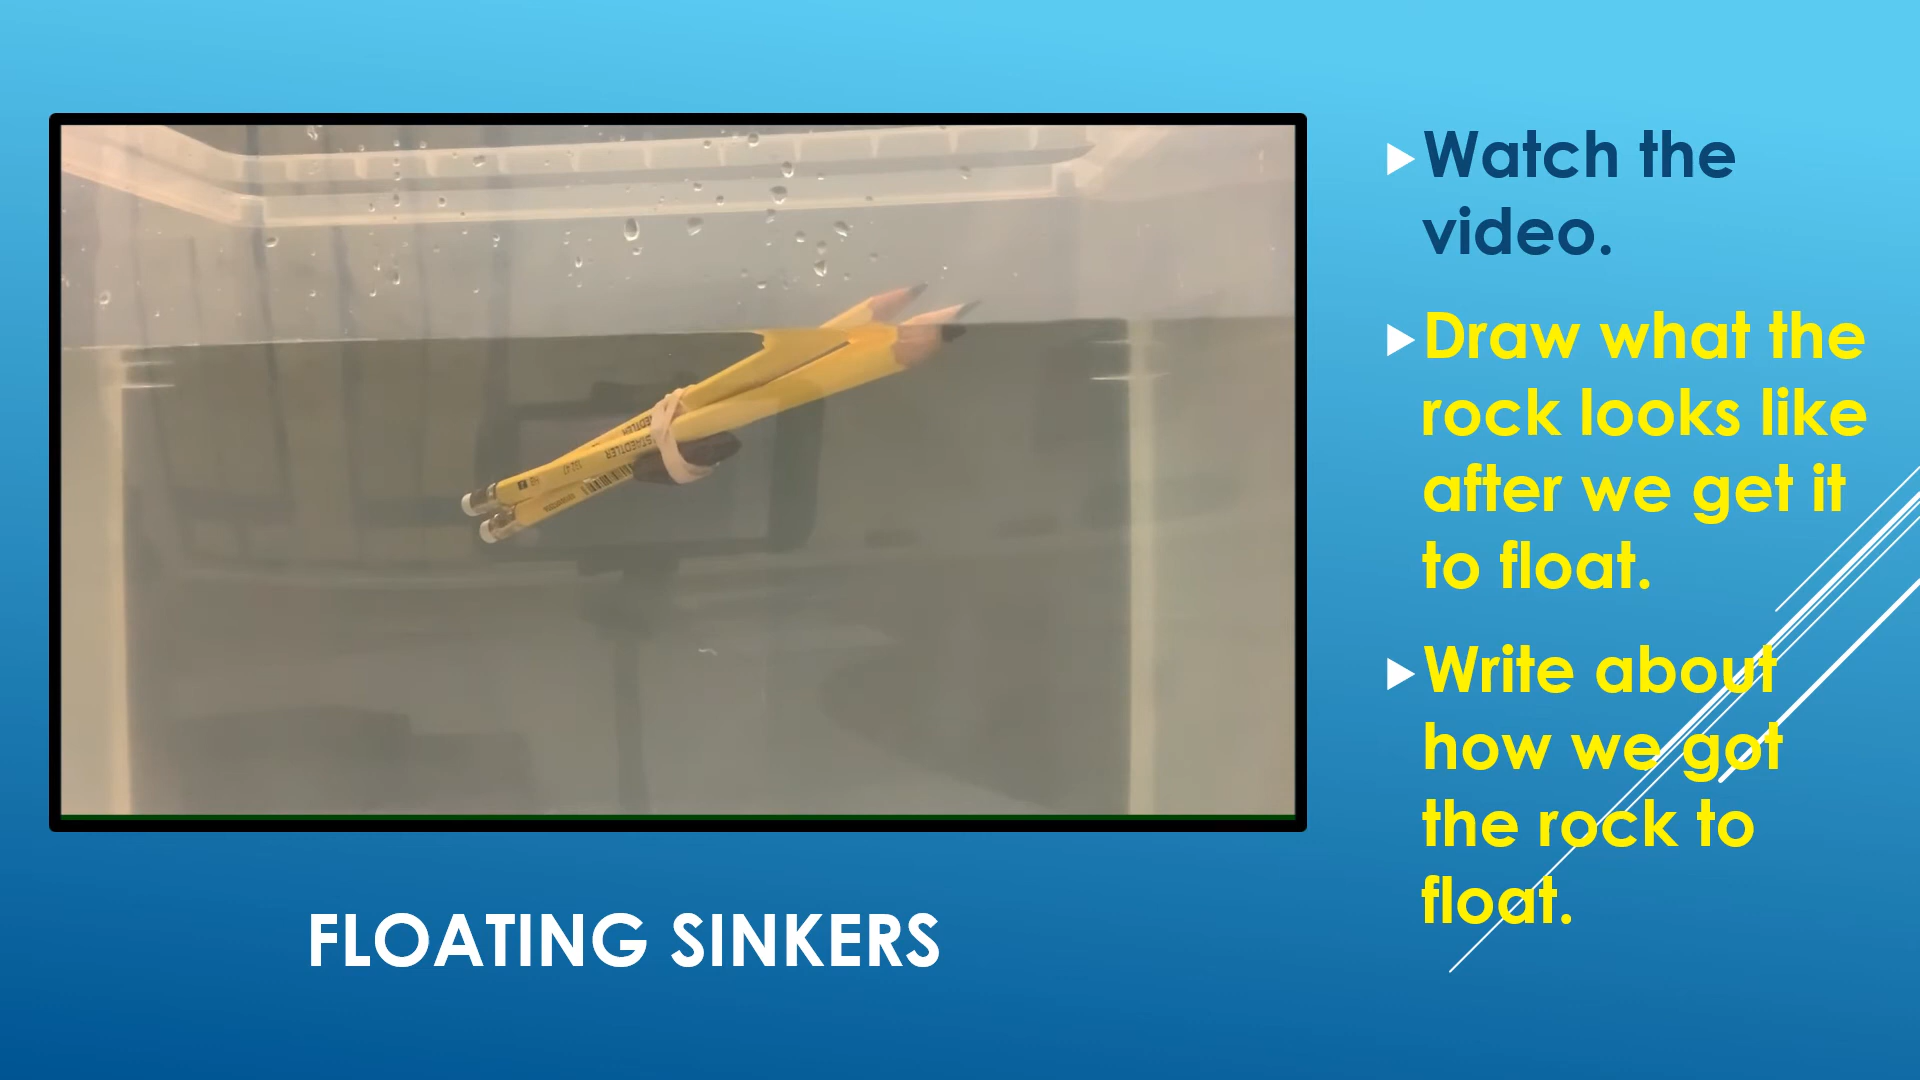 Watch the
video.
Draw what the
rock looks like
after we get it
to float.
Write about
how we got
the rock to
float.
STAEDTLER
FLOATING SINKERS